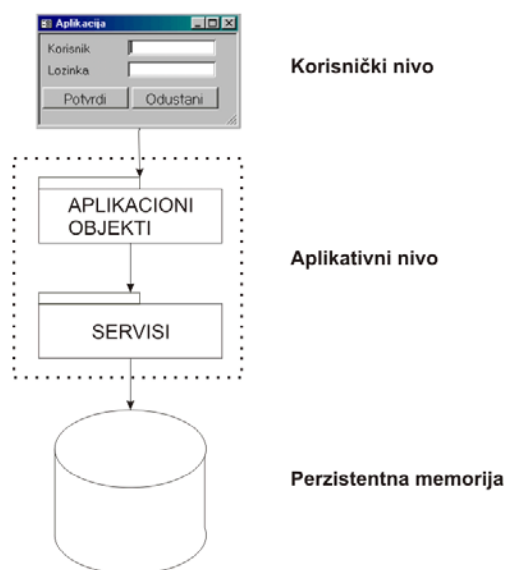 Aplikacija
Korisnik
Lozinka
Potvrdi Odustani
Korisnički nivo
APLIKACIONI
OBJEKTI
Aplikativni nivo
SERVISI
Perzistentna memorija